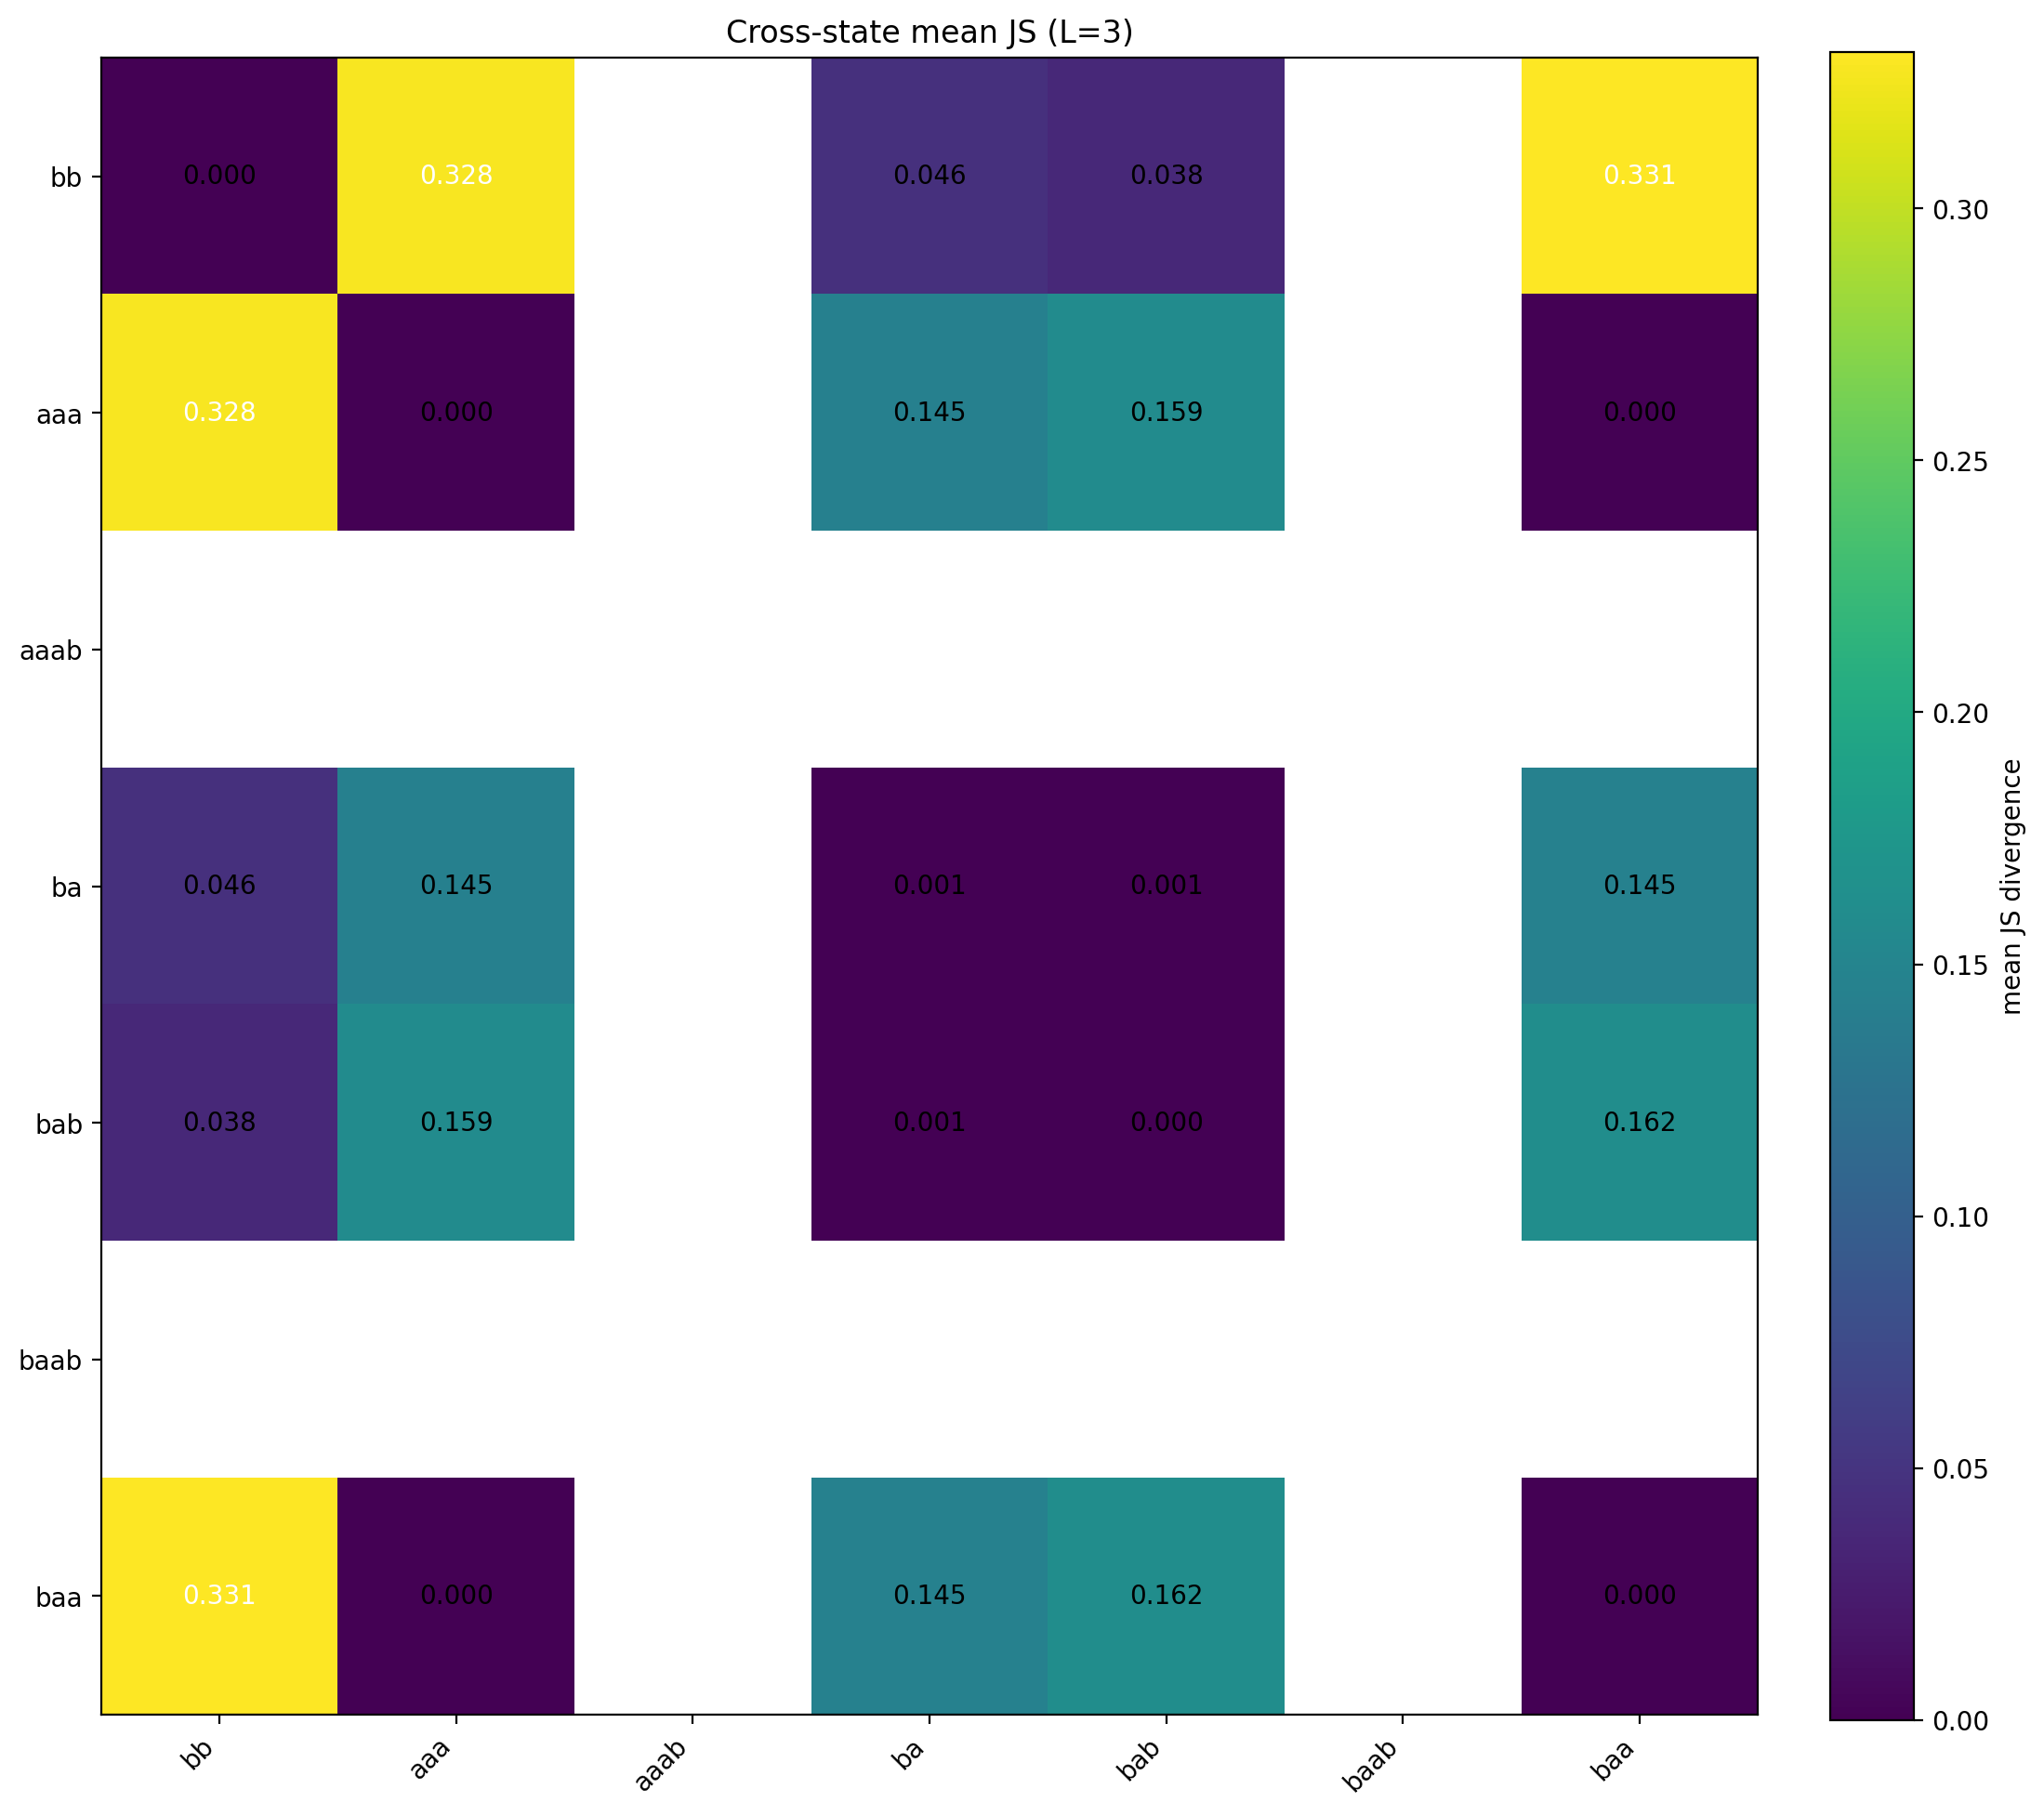 Cross-state mean JS (L=3)
bb
0.000 0.328 0.046 0.038 0.331
0.30
0.25
aaa
0.328 0.000 0.145 0.159 0.000
aaab
0.20
mean JS divergence
ba
0.046 0.145 0.001 0.001 0.145
0.15
bab
0.038 0.159 0.001 0.000 0.162
0.10
baab
0.05
baa
0.331 0.000 0.145 0.162 0.000
0.00
bb aaa aaab ba bab baab baa